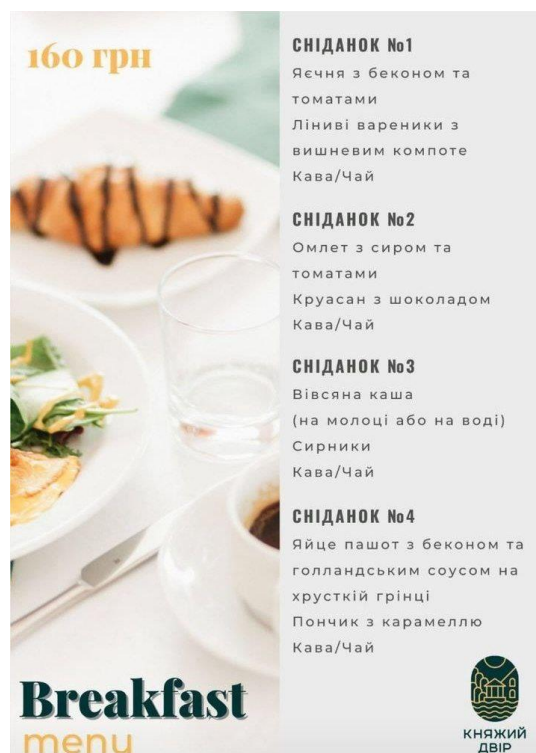 160 грн
СНІДАНОК №1
Яєчня з беконом та
томатами
Ліниві вареники з
вишневим компоте
Кава/Чай
СНІДАНОК №2
Омлет з сиром та
томатами
Круасан з шоколадом
Кава/Чай
СНІДАНОК №3
Вівсяна каша
(на молоці або на воді)
Сирники
Кава/Чай
СНІДАНОК №4
Яйце пашот з беконом та
голландським соусом на
хрусткій грінці
Пончик з карамеллю
Кава/Чай
Breakfast
menu
КНЯЖИЙ
ДВІР